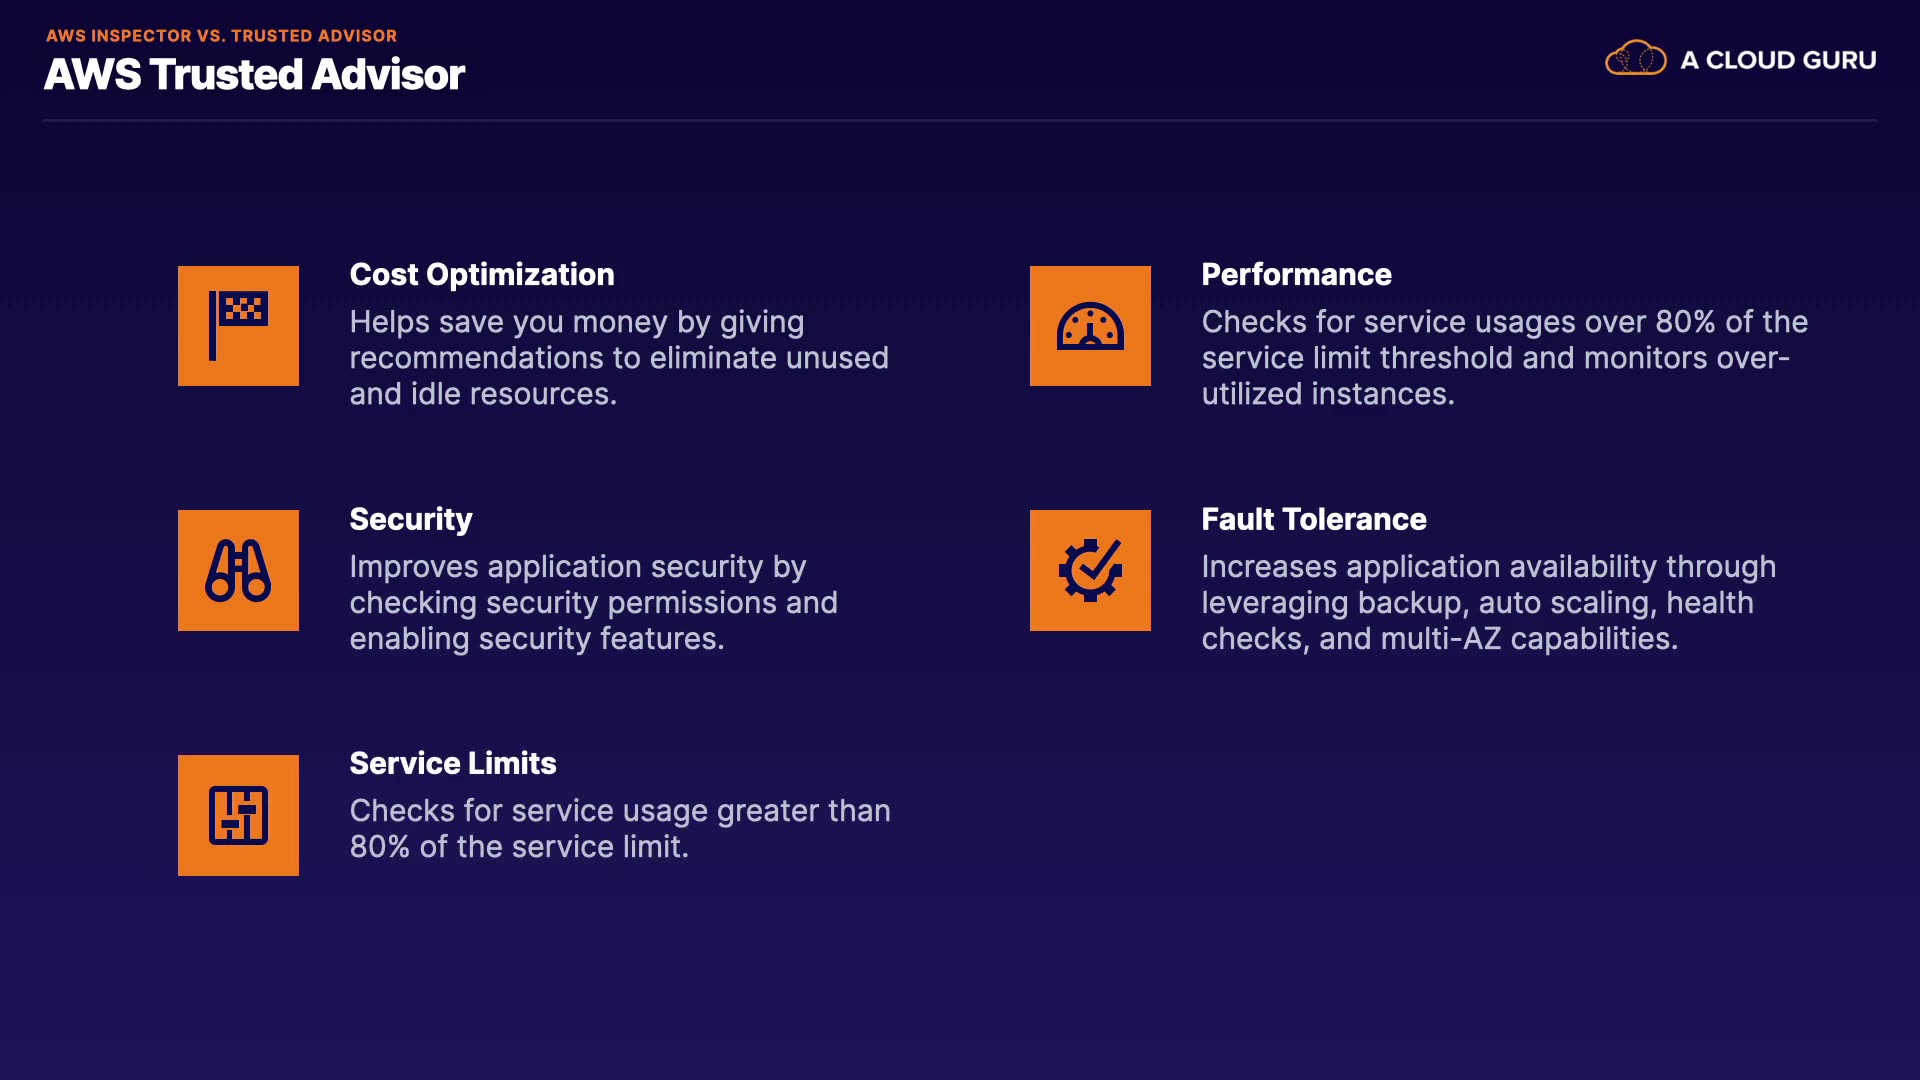 AWS INSPECTOR VS. TRUSTED ADVISOR
AWS Trusted Advisor
A CLOUD GURU
Cost Optimization
Helps save you money by giving
recommendations to eliminate unused
and idle resources.
Performance
Checks for service usages over 80% of the
service limit threshold and monitors over-
utilized instances.
Security
Improves application security by
checking security permissions and
enabling security features.
Fault Tolerance
Increases application availability through
leveraging backup, auto scaling, health
checks, and multi-AZ capabilities.
Service Limits
Checks for service usage greater than
80% of the service limit.